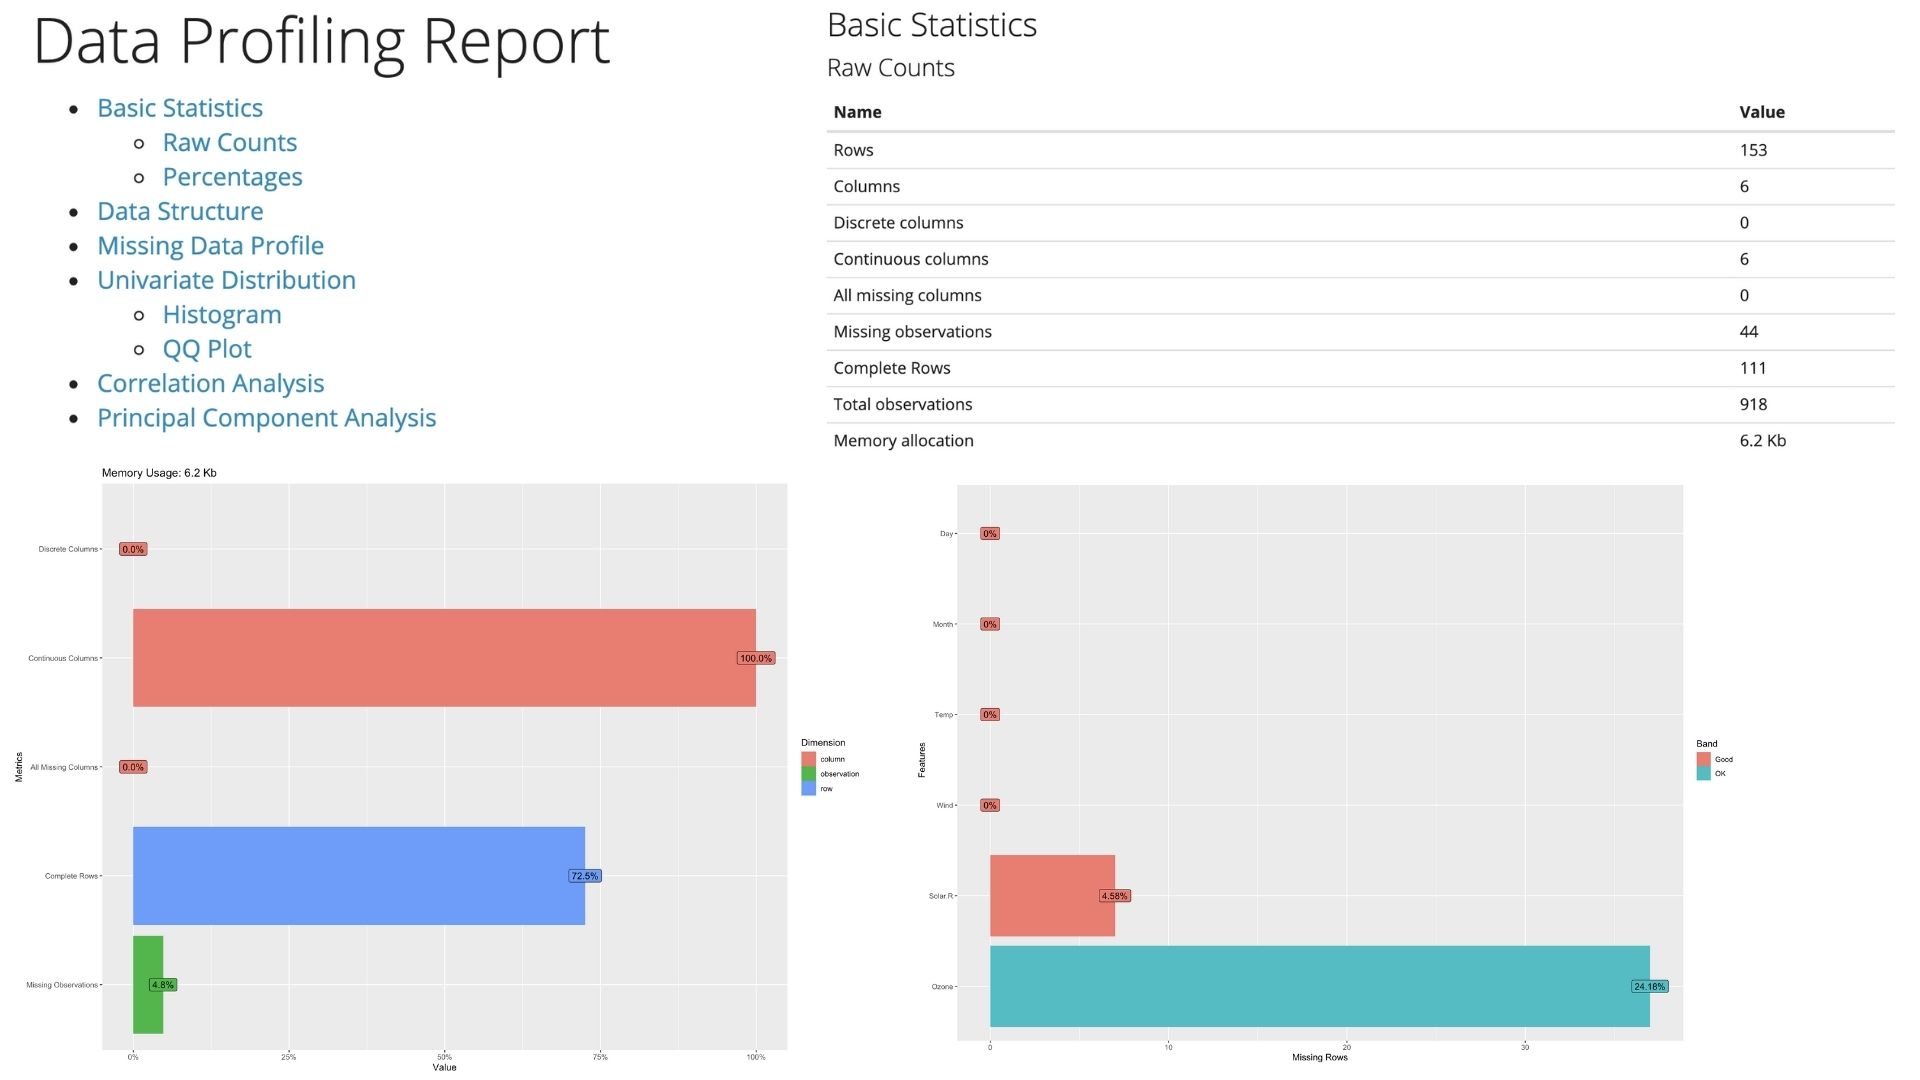 Data Profiling Report
Basic Statistics
Raw Counts
Percentages
Data Structure
Missing Data Profile
Univariate Distribution
Histogram
QQ Plot
Correlation Analysis
Principal Component Analysis
Basic Statistics
Raw Counts
Name Value
Rows 153
Columns 6
Discrete columns 0
Continuous columns 6
All missing columns 0
Missing observations 44
Complete Rows 111
Total observations 918
Memory allocation 6.2 Kb
Memory Usage: 6.2 Kb
Metrics
Discrete Columns 0.0%
Continuous Columns 100.0%
All Missing Columns 0.0%
Complete Rows 72.5%
Missing Observations 4.8%
0% 25% 50% 75% 100%
Value
Dimension
column
observation
row
Features
Day 0%
Month 0%
Temp 0%
Wind 0%
Solar.R 4.58%
Ozone 24.18%
0 10 20 30
Missing Rows
Band
Good
OK